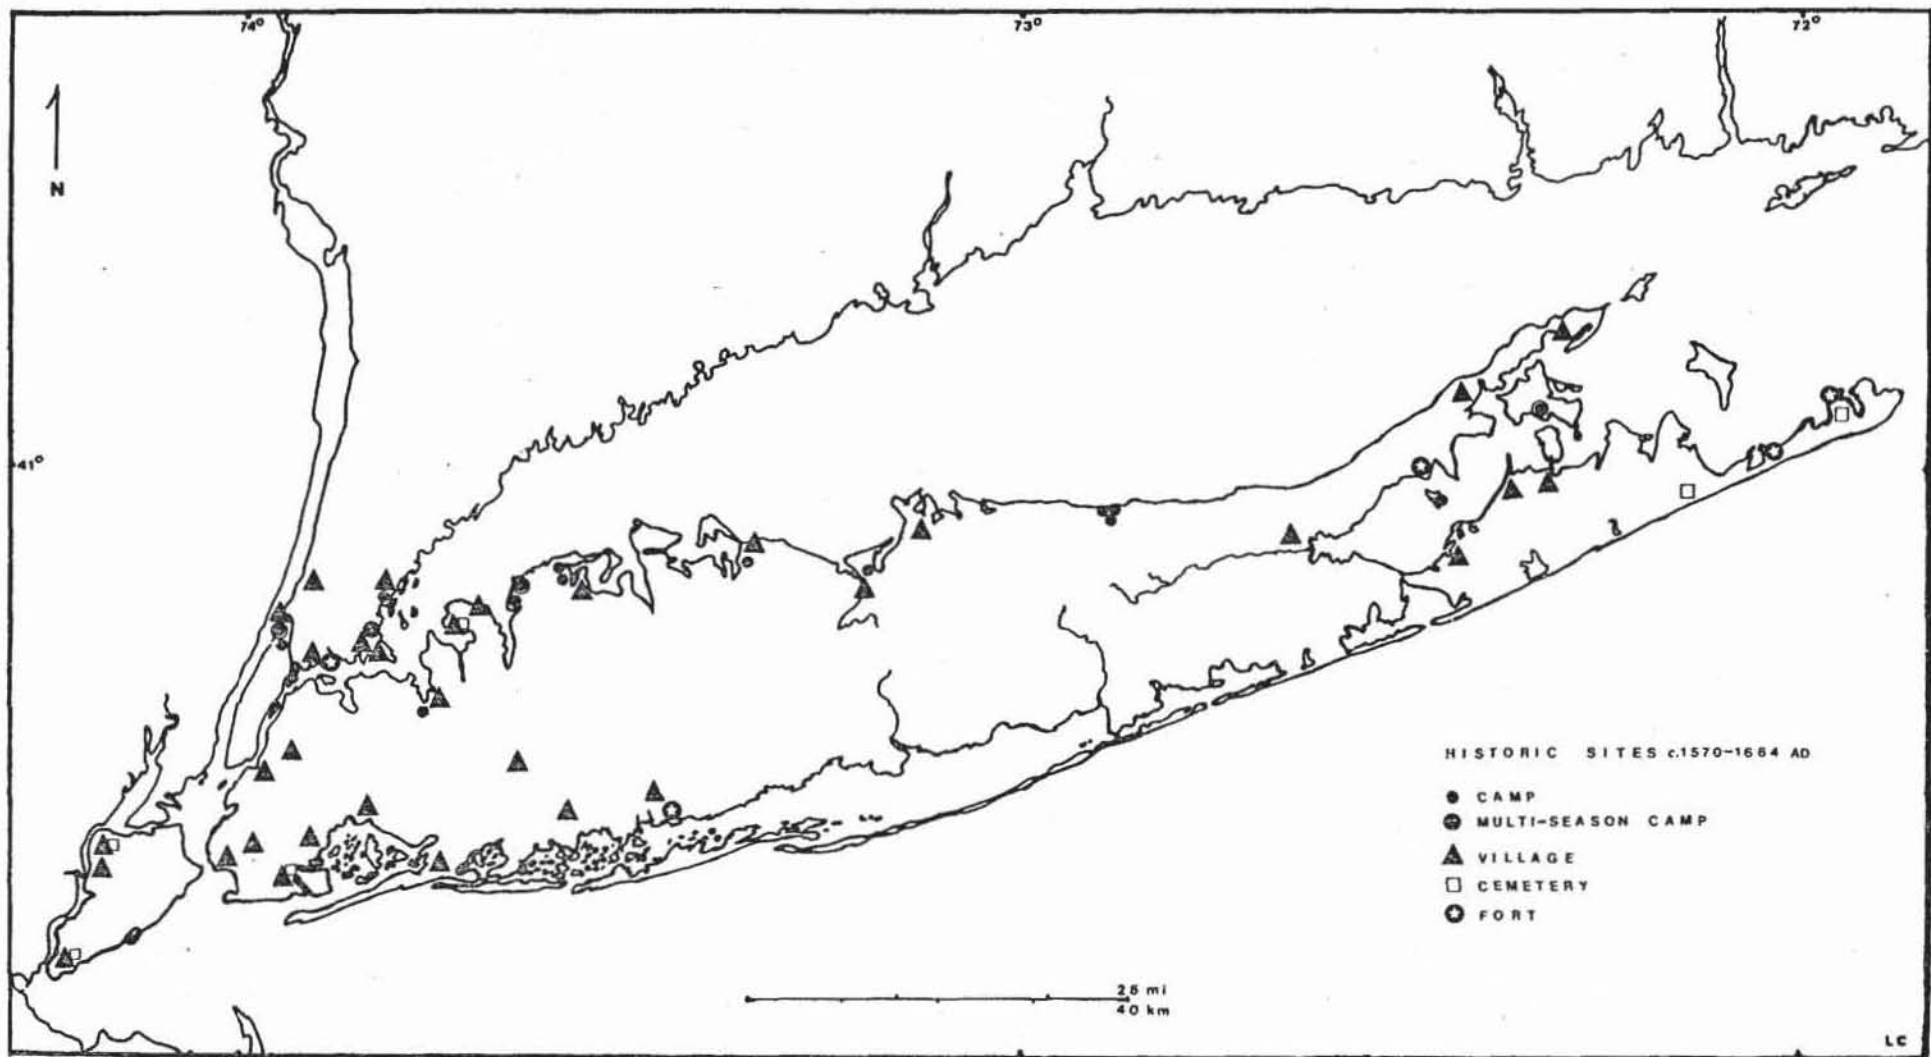 74° 73° 72°
N
41°
HISTORIC SITES c.1570-1664 AD
CAMP
MULTI-SEASON CAMP
VILLAGE
CEMETERY
FORT
25 mi
40 km
LC